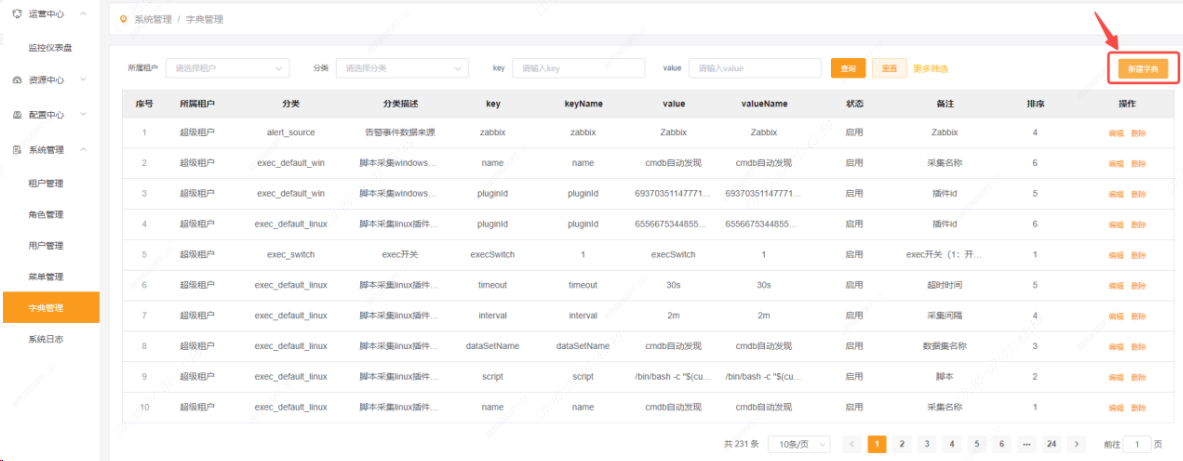 运营中心
监控仪表盘
资源中心
配置中心
系统管理
租户管理
角色管理
用户管理
菜单管理
字典管理
系统日志
系统管理 / 字典管理
所属租户 请选择租户 分类 请选择分类 key 请输入key value 请输入value 查询 重置 更多筛选 新建字典
序号 所属租户 分类 分类描述 key keyName value valueName 状态 备注 排序 操作
1 超级租户 alert_source 告警事件数据来源 zabbix zabbix Zabbix Zabbix 启用 Zabbix 4 编辑 删除
2 超级租户 exec_default_win 脚本采集windows... name name cmdb自动发现 cmdb自动发现 启用 采集名称 6 编辑 删除
3 超级租户 exec_default_win 脚本采集windows... pluginId pluginId 69370351147771... 69370351147771... 启用 插件id 5 编辑 删除
4 超级租户 exec_default_linux 脚本采集linux插件... pluginId pluginId 6556675344855... 6556675344855... 启用 插件id 6 编辑 删除
5 超级租户 exec_switch exec开关 execSwitch 1 execSwitch 1 启用 exec开关（1：开... 1 编辑 删除
6 超级租户 exec_default_linux 脚本采集linux插件... timeout timeout 30s 30s 启用 超时时间 5 编辑 删除
7 超级租户 exec_default_linux 脚本采集linux插件... interval interval 2m 2m 启用 采集间隔 4 编辑 删除
8 超级租户 exec_default_linux 脚本采集linux插件... dataSetName dataSetName cmdb自动发现 cmdb自动发现 启用 数据集名称 3 编辑 删除
9 超级租户 exec_default_linux 脚本采集linux插件... script script /bin/bash -c "$(cu... /bin/bash -c "$(cu... 启用 脚本 2 编辑 删除
10 超级租户 exec_default_linux 脚本采集linux插件... name name cmdb自动发现 cmdb自动发现 启用 采集名称 1 编辑 删除
共 231 条 10条/页 < 1 2 3 4 5 6 ... 24 > 前往 1 页